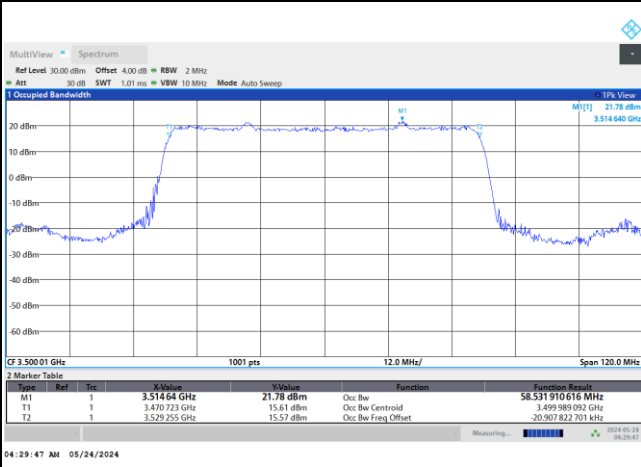 MultiView Spectrum
Ref Level 30.00 dBm Offset 4.00 dB RBW 2 MHz
Att 30 dB SWT 1.01 ms VBW 10 MHz Mode Auto Sweep
1 Occupied Bandwidth 1Pk View
M1[1] 21.78 dBm
3.514 640 GHz
M1
T1 T2
20 dBm
10 dBm
0 dBm
-10 dBm
-20 dBm
-30 dBm
-40 dBm
-50 dBm
-60 dBm
CF 3.500 01 GHz 1001 pts 12.0 MHz/ Span 120.0 MHz
2 Marker Table
Type Ref Trc X-Value Y-Value Function Function Result
M1 1 3.514 64 GHz 21.78 dBm Occ Bw 58.531 910 616 MHz
T1 1 3.470 723 GHz 15.61 dBm Occ Bw Centroid 3.499 989 092 GHz
T2 1 3.529 255 GHz 15.57 dBm Occ Bw Freq Offset -20.907 822 701 kHz
Measuring... 2024-05-24
04:29:47
04:29:47 AM 05/24/2024